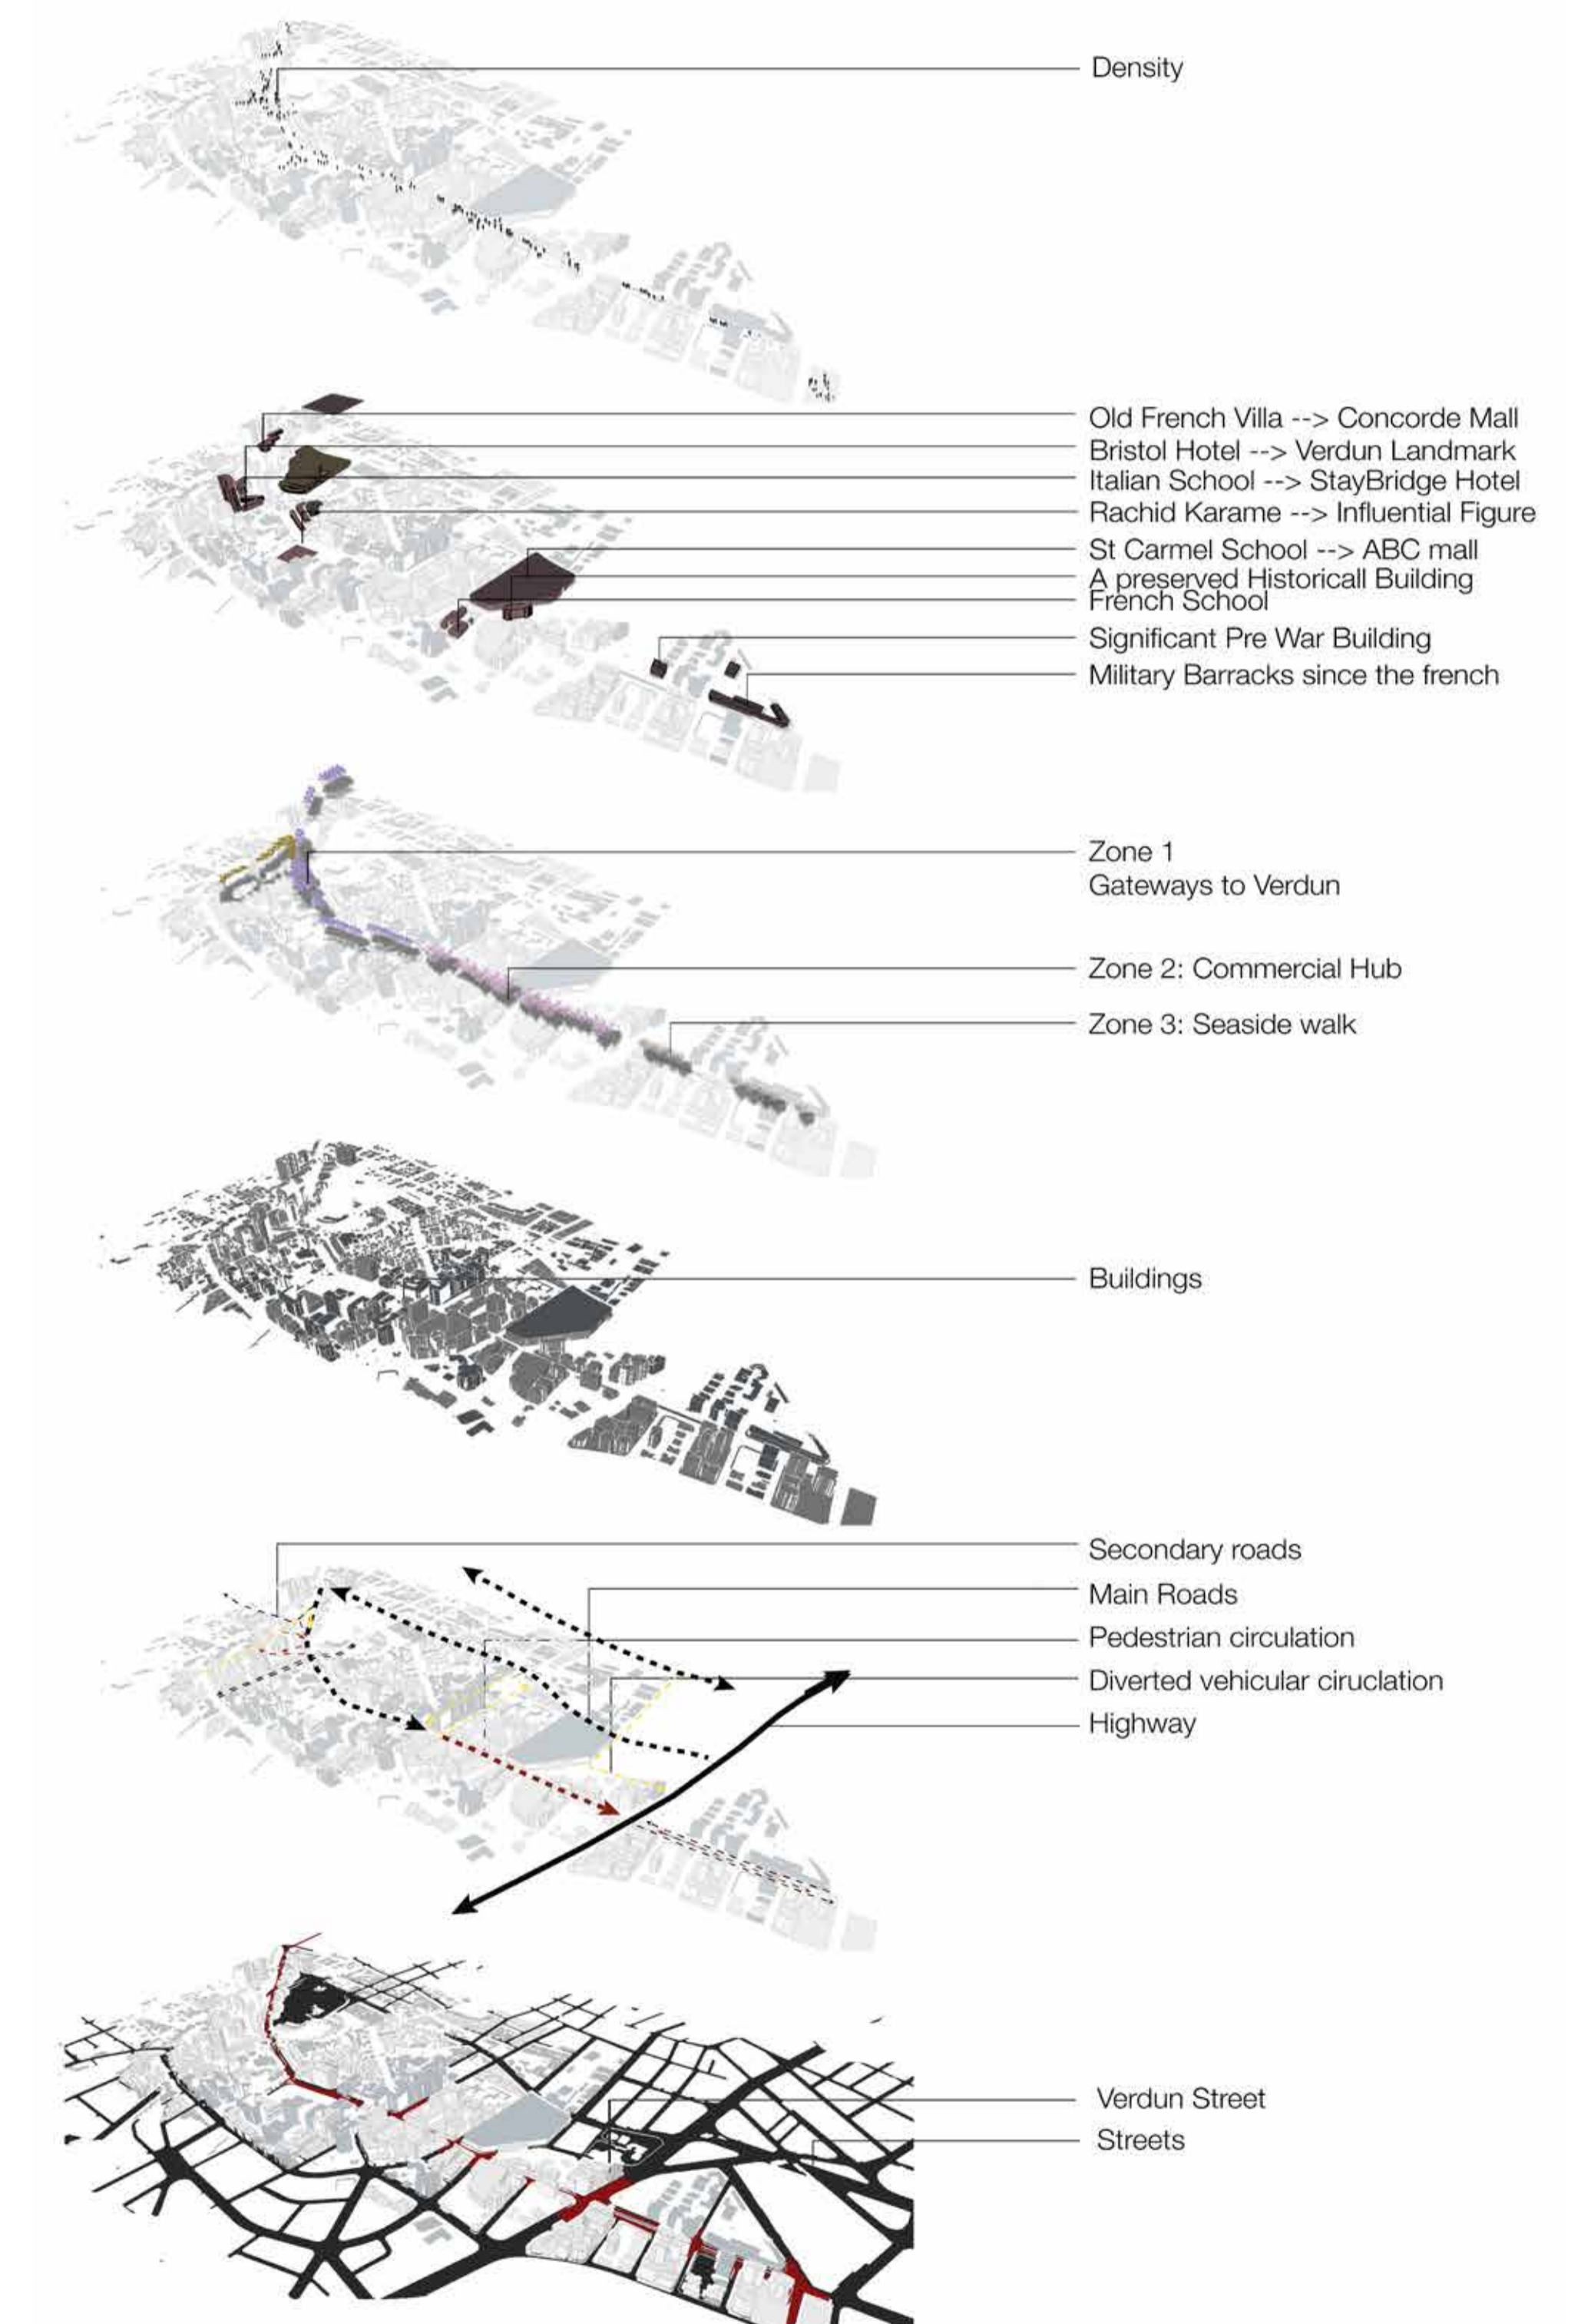 Density
Old French Villa --> Concorde Mall
Bristol Hotel --> Verdun Landmark
Italian School --> StayBridge Hotel
Rachid Karame --> Influential Figure
St Carmel School --> ABC mall
A preserved Historicall Building
French School
Significant Pre War Building
Military Barracks since the french
Zone 1
Gateways to Verdun
Zone 2: Commercial Hub
Zone 3: Seaside walk
Buildings
Secondary roads
Main Roads
Pedestrian circulation
Diverted vehicular ciruclation
Highway
Verdun Street
Streets